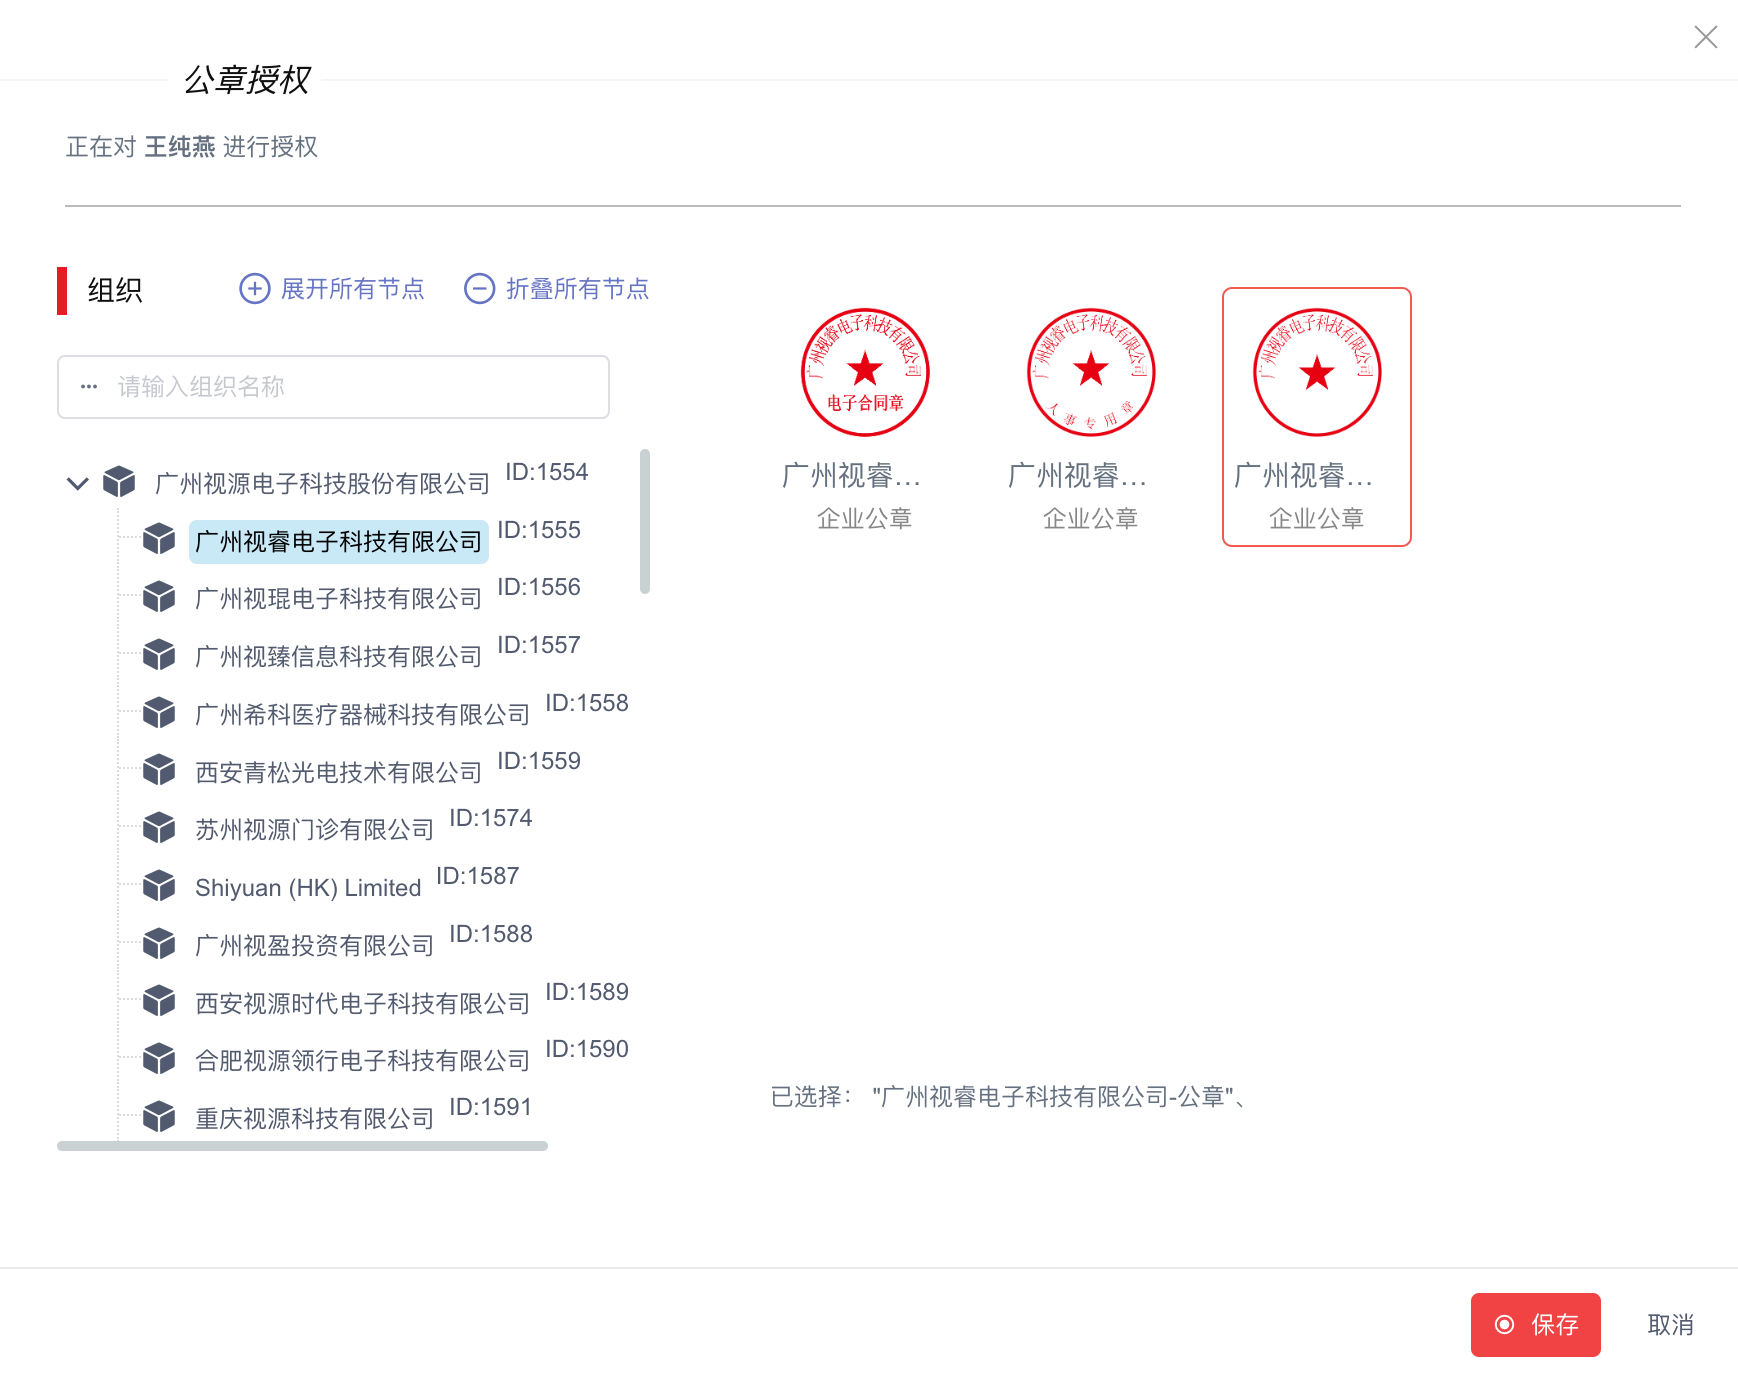 公章授权
正在对 王纯燕 进行授权
组织
展开所有节点
折叠所有节点
请输入组织名称
广州视源电子科技股份有限公司 ID:1554
广州视睿电子科技有限公司 ID:1555
广州视琨电子科技有限公司 ID:1556
广州视臻信息科技有限公司 ID:1557
广州希科医疗器械科技有限公司 ID:1558
西安青松光电技术有限公司 ID:1559
苏州视源门诊有限公司 ID:1574
Shiyuan (HK) Limited ID:1587
广州视盈投资有限公司 ID:1588
西安视源时代电子科技有限公司 ID:1589
合肥视源领行电子科技有限公司 ID:1590
重庆视源科技有限公司 ID:1591
广州视睿电子科技有限公司
电子合同章
广州视睿...
企业公章
广州视睿电子科技有限公司
人事专用章
广州视睿...
企业公章
广州视睿电子科技有限公司
广州视睿...
企业公章
已选择： "广州视睿电子科技有限公司-公章"、
保存
取消